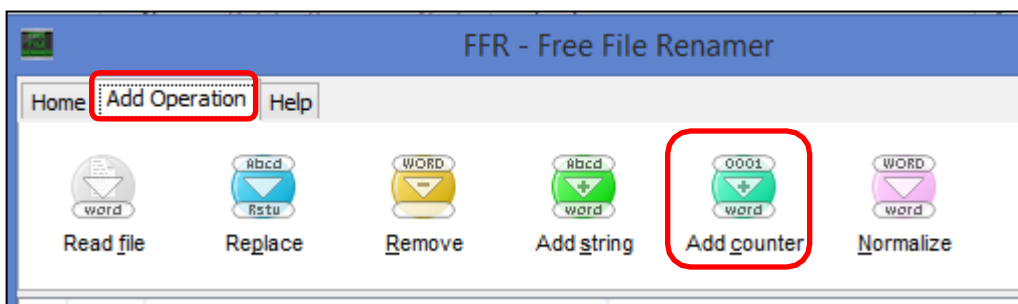 FFR - Free File Renamer
Home Add Operation Help
word Abcd Rstu WORD Abcd word 0001 word WORD word
Read file Replace Remove Add string Add counter Normalize